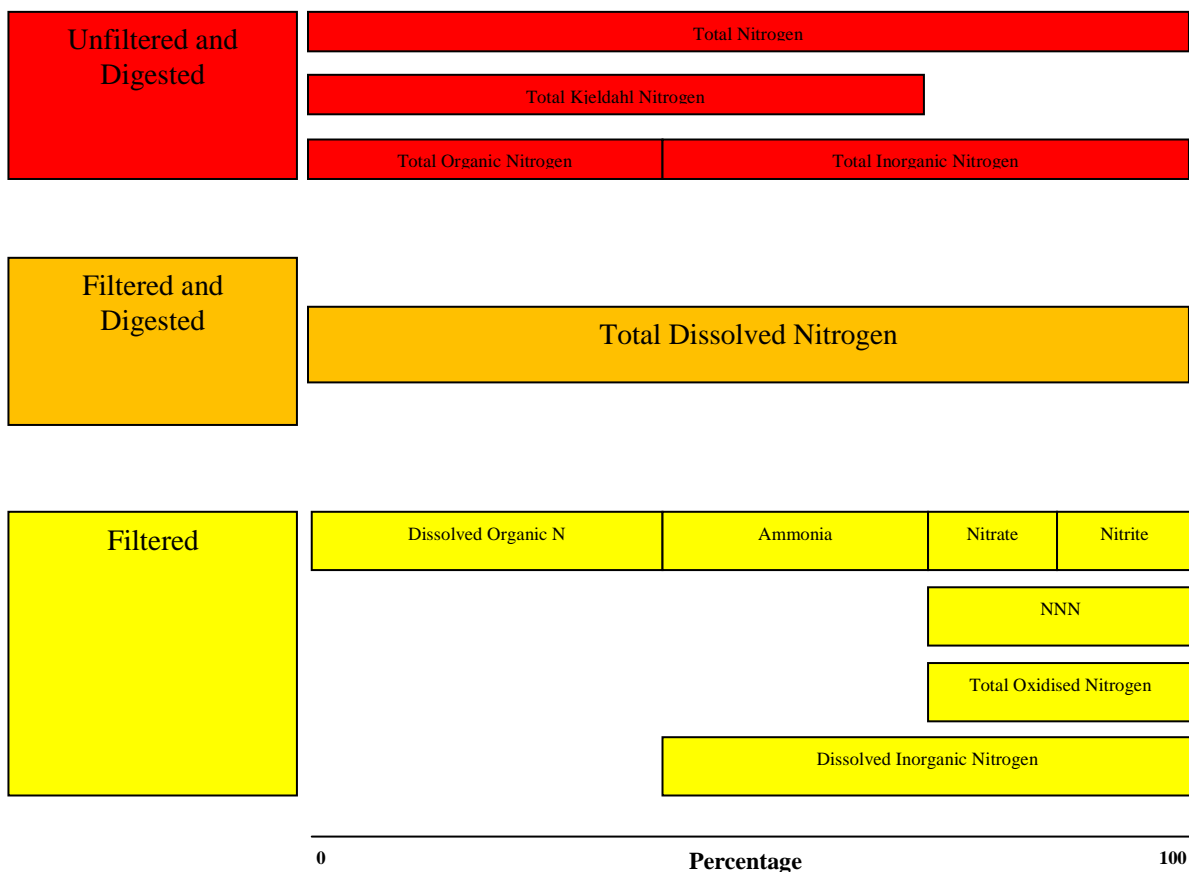 Unfiltered and
Digested
Total Nitrogen
Total Kjeldahl Nitrogen
Total Organic Nitrogen
Total Inorganic Nitrogen
Filtered and
Digested
Total Dissolved Nitrogen
Filtered
Dissolved Organic N
Ammonia
Nitrate
Nitrite
NNN
Total Oxidised Nitrogen
Dissolved Inorganic Nitrogen
0
Percentage
100